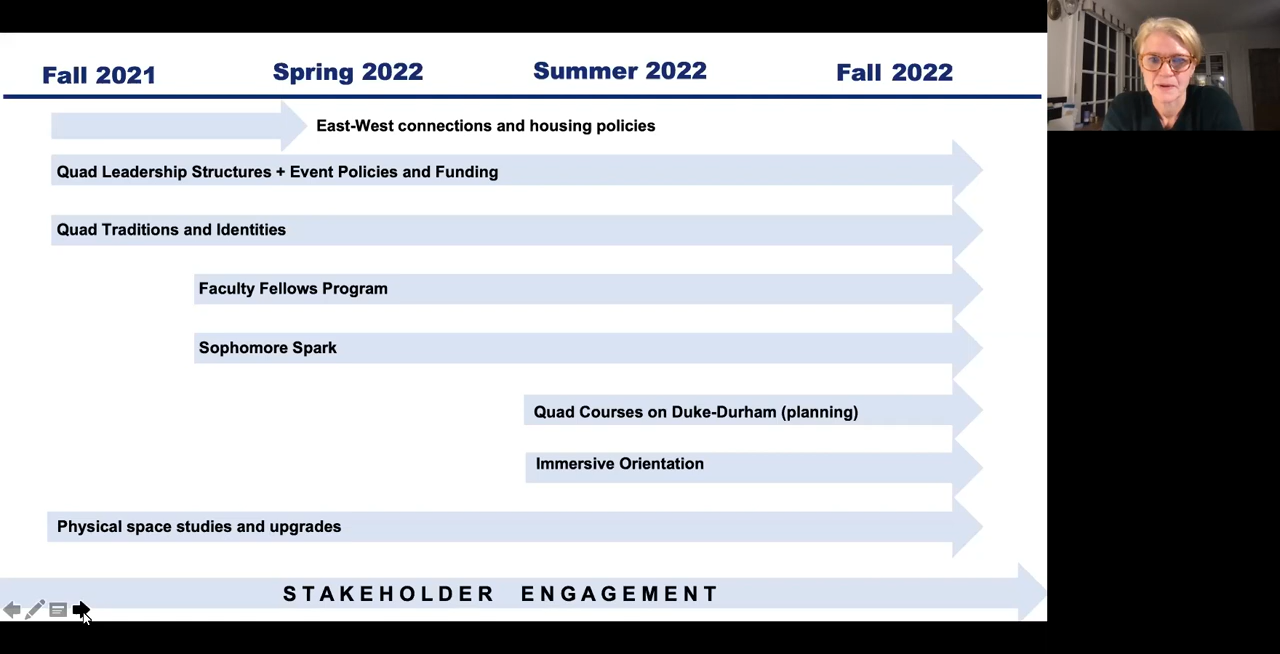 Fall 2021
Spring 2022
Summer 2022
Fall 2022
East-West connections and housing policies
Quad Leadership Structures + Event Policies and Funding
Quad Traditions and Identities
Faculty Fellows Program
Sophomore Spark
Quad Courses on Duke-Durham (planning)
Immersive Orientation
Physical space studies and upgrades
STAKEHOLDER ENGAGEMENT